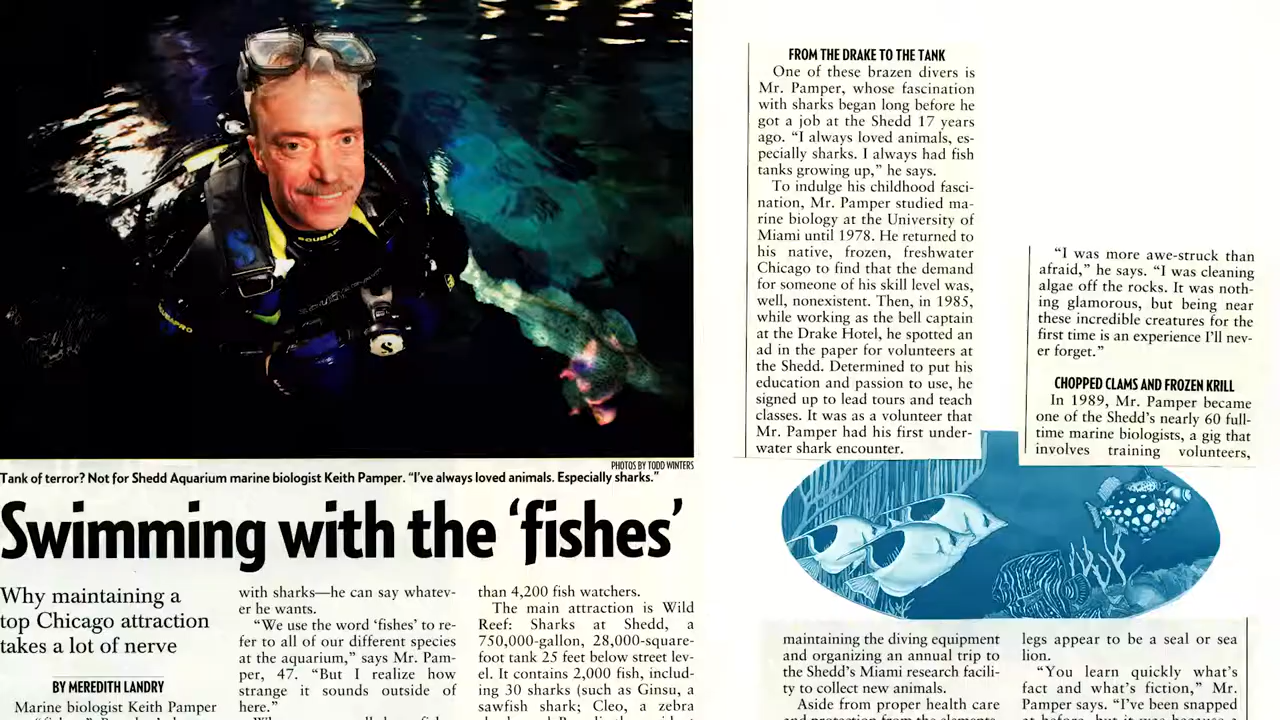 SCUBAPRO
SCUBAPRO
S
PHOTOS BY TODD WINTERS
Tank of terror? Not for Shedd Aquarium marine biologist Keith Pamper. “I’ve always loved animals. Especially sharks.”
Swimming with the ‘fishes’
Why maintaining a
top Chicago attraction
takes a lot of nerve
BY MEREDITH LANDRY
Marine biologist Keith Pamper
with sharks—he can say whatev-
er he wants.
“We use the word ‘fishes’ to re-
fer to all of our different species
at the aquarium,” says Mr. Pam-
per, 47. “But I realize how
strange it sounds outside of
here.”
than 4,200 fish watchers.
The main attraction is Wild
Reef: Sharks at Shedd, a
750,000-gallon, 28,000-square-
foot tank 25 feet below street lev-
el. It contains 2,000 fish, includ-
ing 30 sharks (such as Ginsu, a
sawfish shark; Cleo, a zebra
FROM THE DRAKE TO THE TANK
One of these brazen divers is
Mr. Pamper, whose fascination
with sharks began long before he
got a job at the Shedd 17 years
ago. “I always loved animals, es-
pecially sharks. I always had fish
tanks growing up,” he says.
To indulge his childhood fasci-
nation, Mr. Pamper studied ma-
rine biology at the University of
Miami until 1978. He returned to
his native, frozen, freshwater
Chicago to find that the demand
for someone of his skill level was,
well, nonexistent. Then, in 1985,
while working as the bell captain
at the Drake Hotel, he spotted an
ad in the paper for volunteers at
the Shedd. Determined to put his
education and passion to use, he
signed up to lead tours and teach
classes. It was as a volunteer that
Mr. Pamper had his first under-
water shark encounter.
“I was more awe-struck than
afraid,” he says. “I was cleaning
algae off the rocks. It was noth-
ing glamorous, but being near
these incredible creatures for the
first time is an experience I’ll nev-
er forget.”
CHOPPED CLAMS AND FROZEN KRILL
In 1989, Mr. Pamper became
one of the Shedd’s nearly 60 full-
time marine biologists, a gig that
involves training volunteers,
maintaining the diving equipment
and organizing an annual trip to
the Shedd’s Miami research facili-
ty to collect new animals.
Aside from proper health care
and protection from the elements,
legs appear to be a seal or sea
lion.
“You learn quickly what’s
fact and what’s fiction,” Mr.
Pamper says. “I’ve been snapped
at before, but it was because a